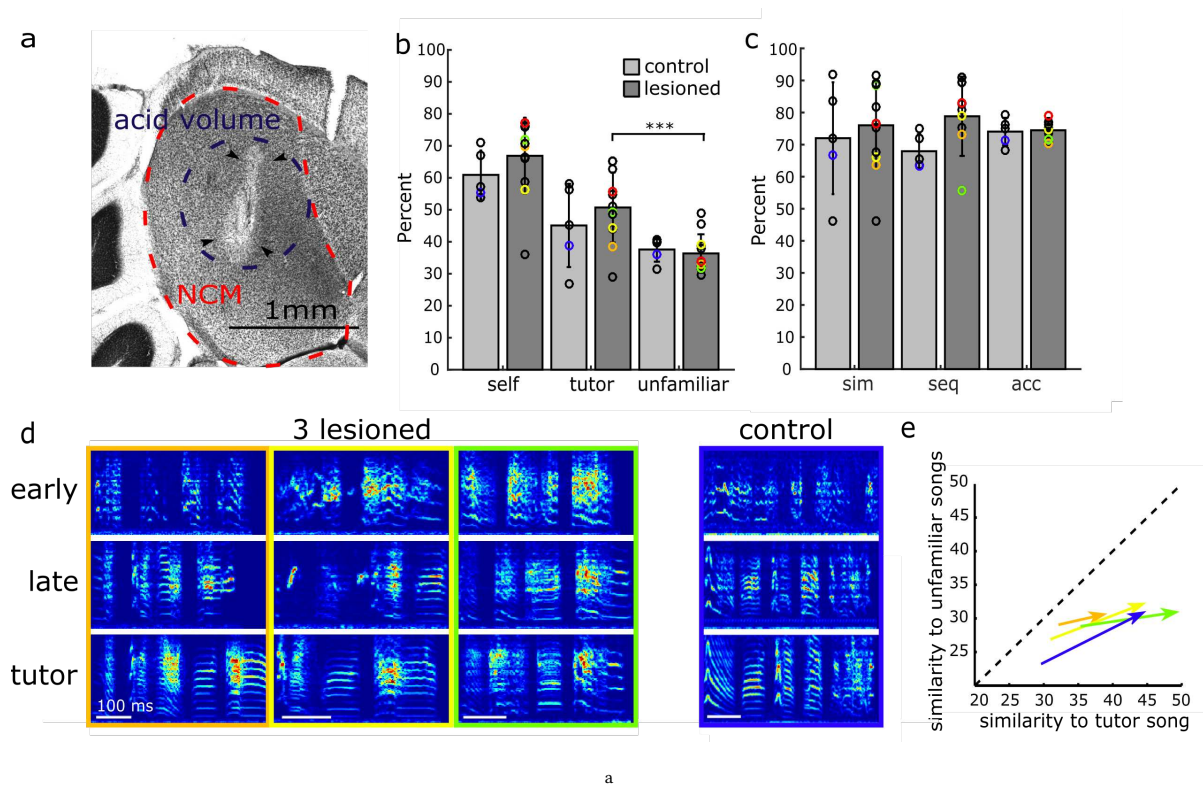 a
acid volume
NCM
1mm
b
100
90
80
70
60
50
40
30
20
10
0
Percent
control
lesioned
***
self tutor unfamiliar
c
100
90
80
70
60
50
40
30
20
10
0
Percent
sim seq acc
d
3 lesioned
control
early
late
tutor
100 ms
e
50
45
40
35
30
25
similarity to unfamiliar songs
20 25 30 35 40 45 50
similarity to tutor song
a